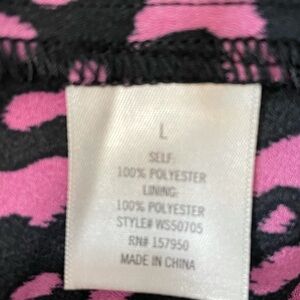 L
SELF:
100% POLYESTER
LINING:
100% POLYESTER
STYLE# WS50705
RN# 157950
MADE IN CHINA